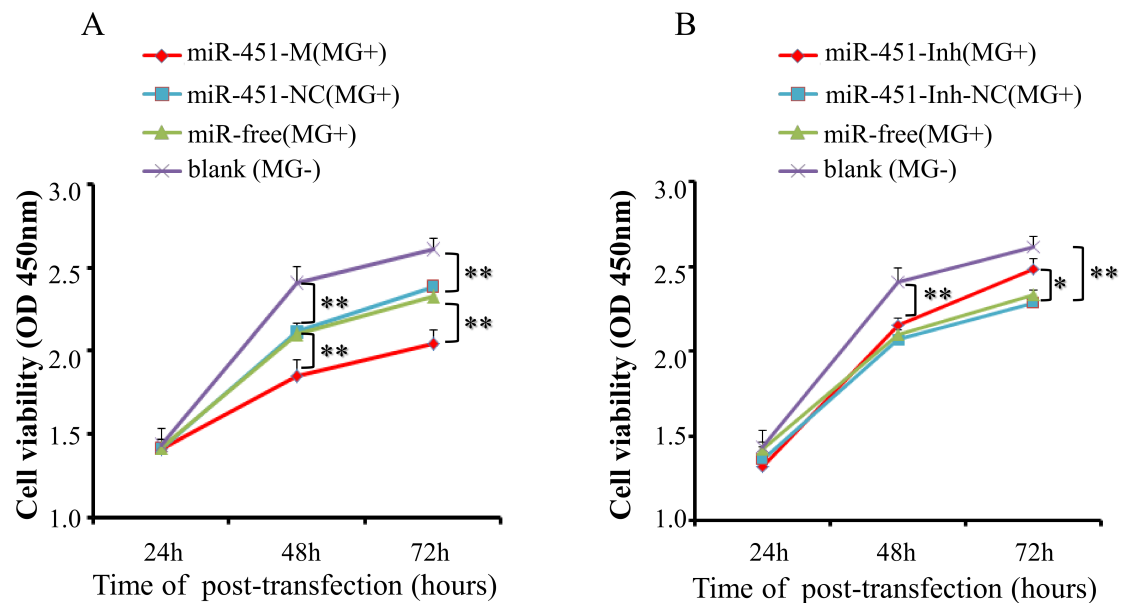 A
miR-451-M(MG+)
miR-451-NC(MG+)
miR-free(MG+)
blank (MG-)
Cell viability (OD 450nm)
3.0
2.5
2.0
1.5
1.0
**
**
**
**
24h
48h
72h
Time of post-transfection (hours)
B
miR-451-Inh(MG+)
miR-451-Inh-NC(MG+)
miR-free(MG+)
blank (MG-)
Cell viability (OD 450nm)
3.0
2.5
2.0
1.5
1.0
**
*
**
24h
48h
72h
Time of post-transfection (hours)